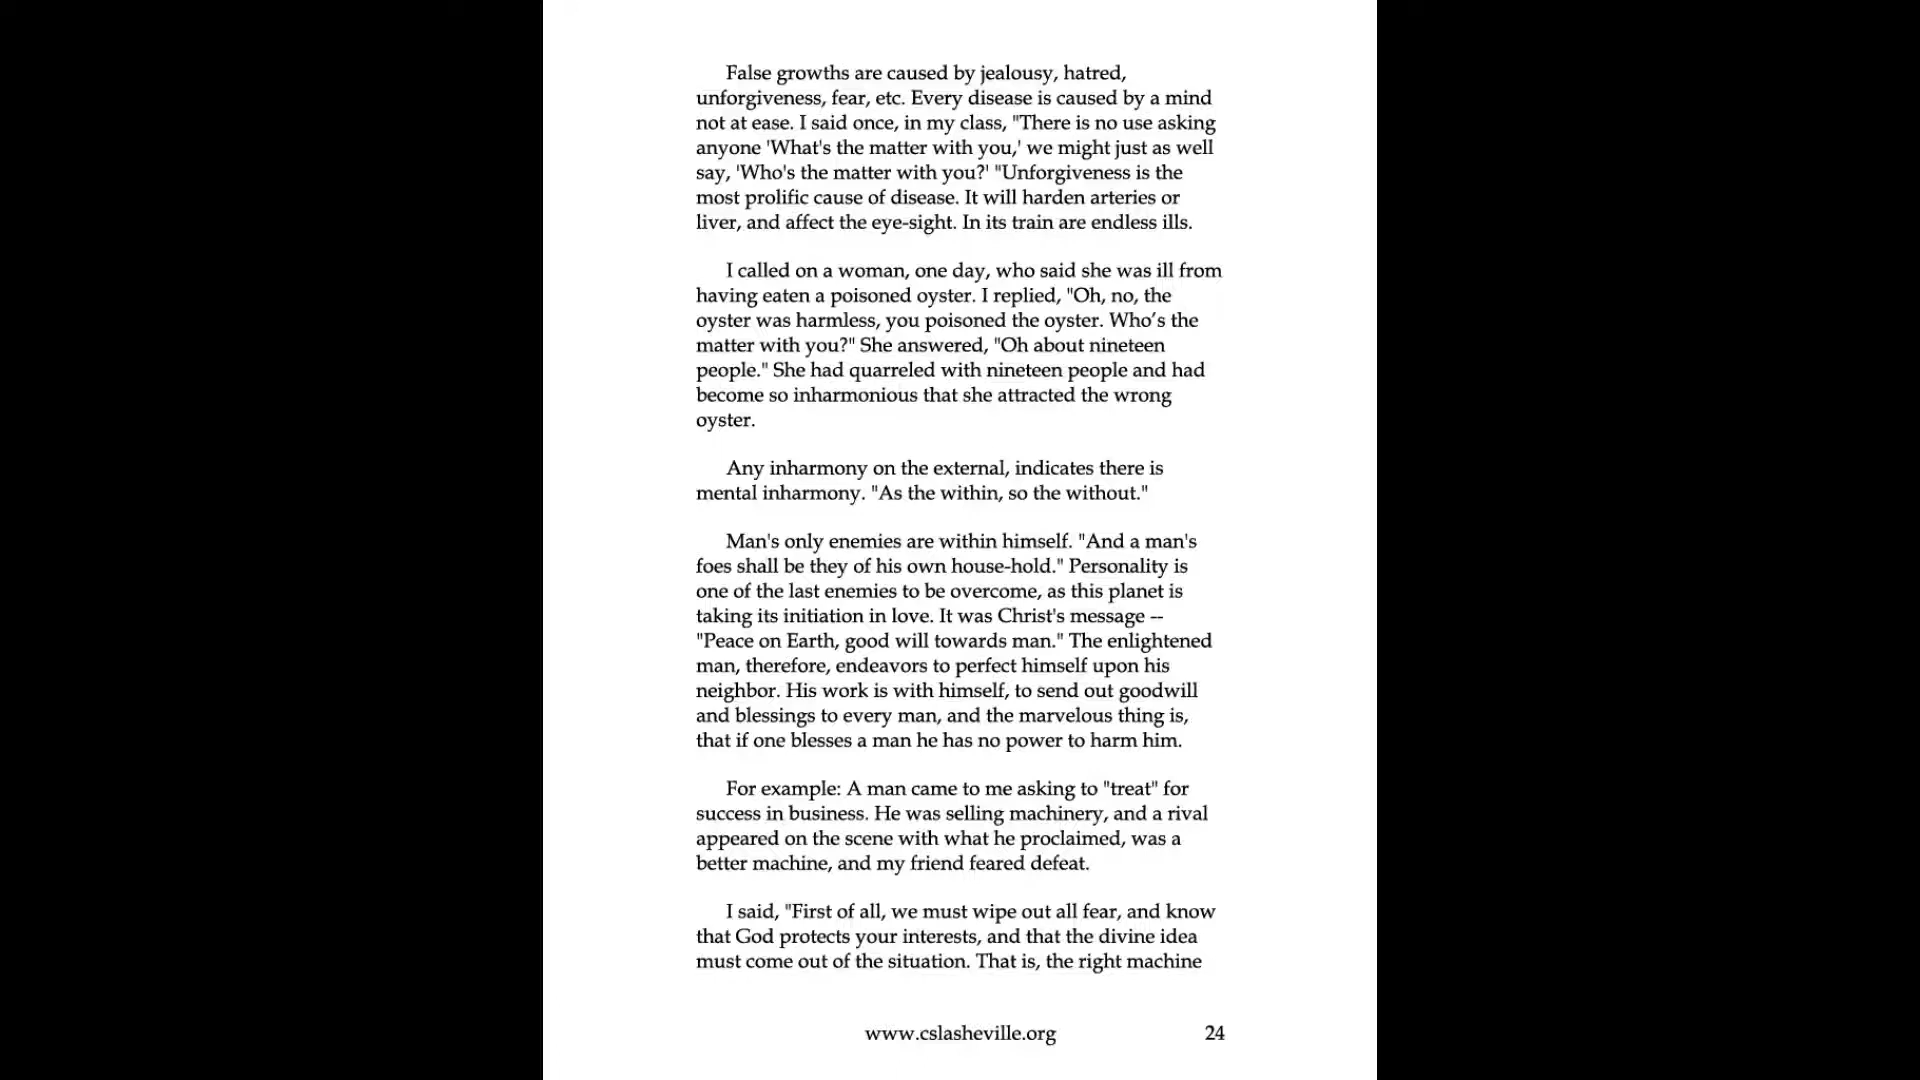 False growths are caused by jealousy, hatred,
unforgiveness, fear, etc. Every disease is caused by a mind
not at ease. I said once, in my class, "There is no use asking
anyone 'What's the matter with you,' we might just as well
say, 'Who's the matter with you?' "Unforgiveness is the
most prolific cause of disease. It will harden arteries or
liver, and affect the eye-sight. In its train are endless ills.
I called on a woman, one day, who said she was ill from
having eaten a poisoned oyster. I replied, "Oh, no, the
oyster was harmless, you poisoned the oyster. Who’s the
matter with you?" She answered, "Oh about nineteen
people." She had quarreled with nineteen people and had
become so inharmonious that she attracted the wrong
oyster.
Any inharmony on the external, indicates there is
mental inharmony. "As the within, so the without."
Man's only enemies are within himself. "And a man's
foes shall be they of his own house-hold." Personality is
one of the last enemies to be overcome, as this planet is
taking its initiation in love. It was Christ's message --
"Peace on Earth, good will towards man." The enlightened
man, therefore, endeavors to perfect himself upon his
neighbor. His work is with himself, to send out goodwill
and blessings to every man, and the marvelous thing is,
that if one blesses a man he has no power to harm him.
For example: A man came to me asking to "treat" for
success in business. He was selling machinery, and a rival
appeared on the scene with what he proclaimed, was a
better machine, and my friend feared defeat.
I said, "First of all, we must wipe out all fear, and know
that God protects your interests, and that the divine idea
must come out of the situation. That is, the right machine
www.cslasheville.org 24